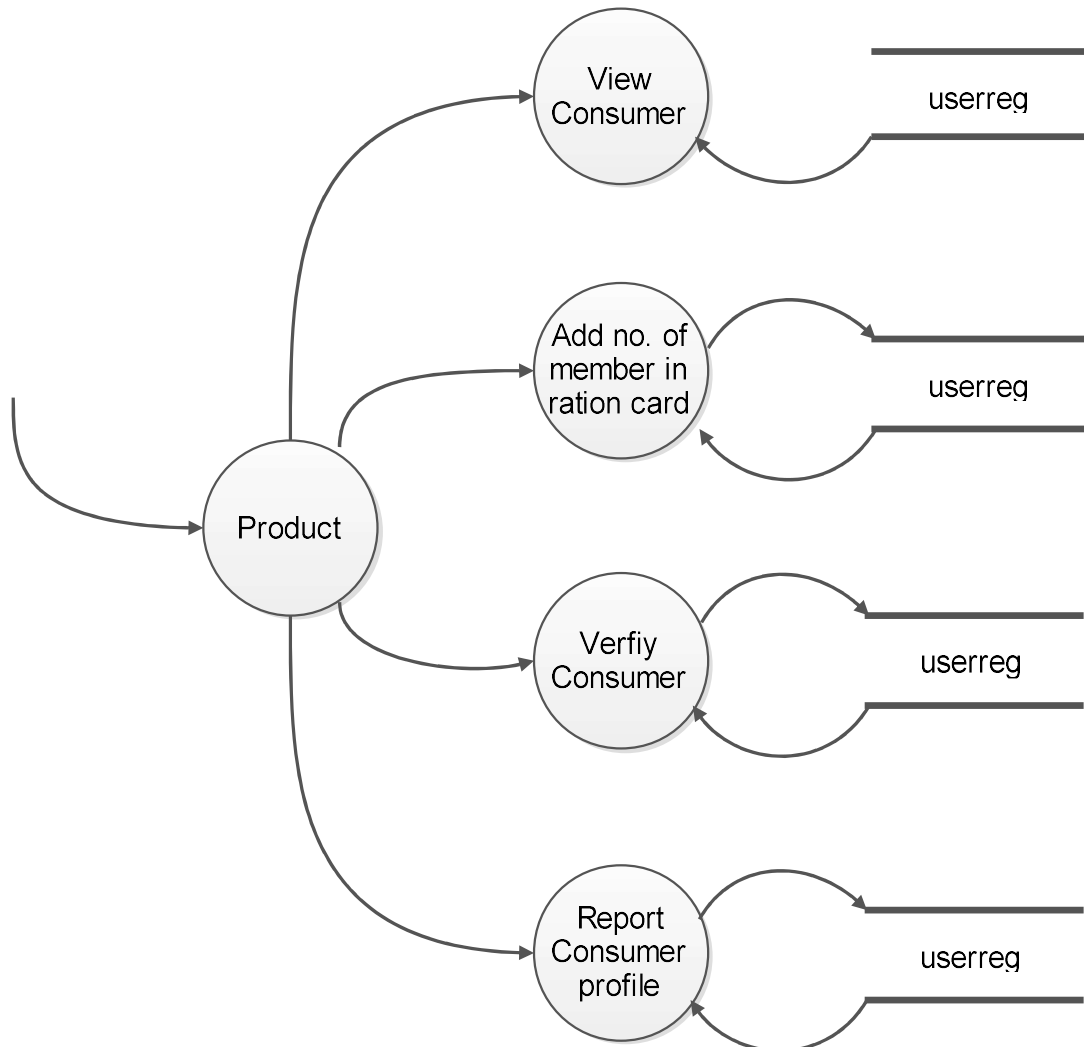 View
Consumer
userreg
Add no. of
member in
ration card
userreg
Product
Verfiy
Consumer
userreg
Report
Consumer
profile
userreg